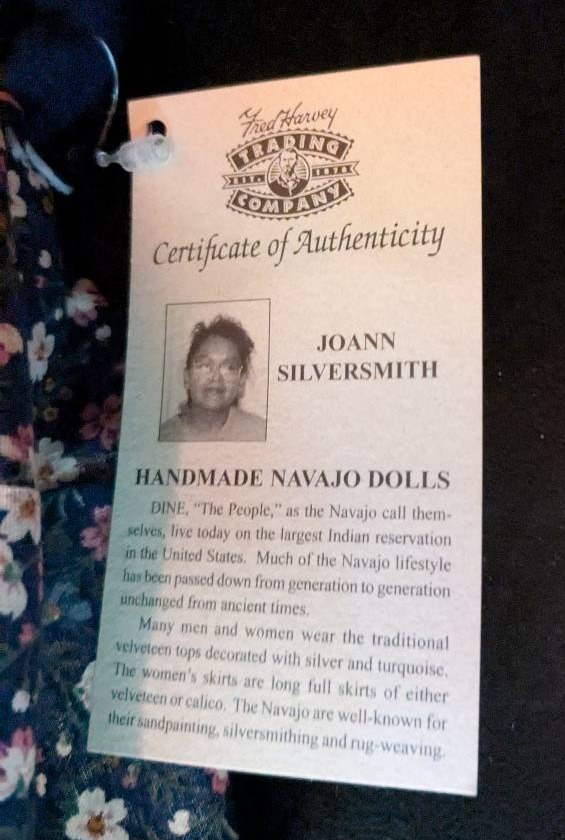 Fred Harvey
TRADING
EST. 1876
COMPANY
Certificate of Authenticity
JOANN
SILVERSMITH
HANDMADE NAVAJO DOLLS
DINE, “The People,” as the Navajo call them-
selves, live today on the largest Indian reservation
in the United States. Much of the Navajo lifestyle
has been passed down from generation to generation
unchanged from ancient times.
Many men and women wear the traditional
velveteen tops decorated with silver and turquoise.
The women’s skirts are long full skirts of either
velveteen or calico. The Navajo are well-known for
their sandpainting, silversmithing and rug-weaving.